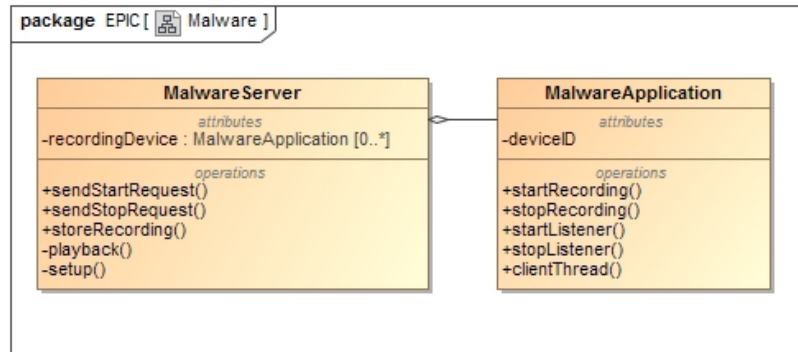 package EPIC [ Malware ]
MalwareServer
attributes
-recordingDevice : MalwareApplication [0..*]
operations
+sendStartRequest()
+sendStopRequest()
+storeRecording()
-playback()
-setup()
MalwareApplication
attributes
-deviceID
operations
+startRecording()
+stopRecording()
+startListener()
+stopListener()
+clientThread()